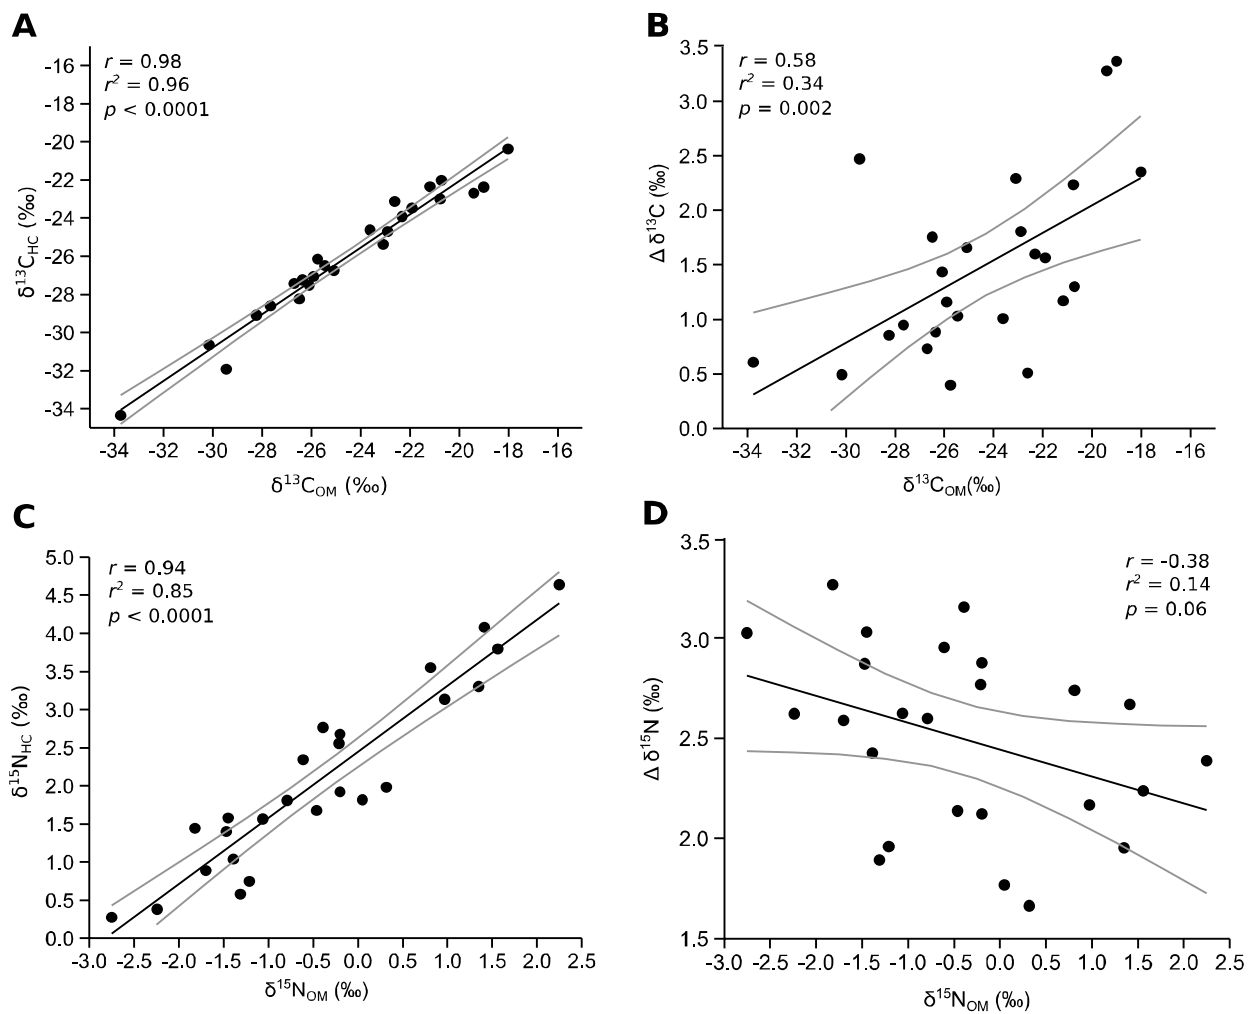 A
r = 0.98
r² = 0.96
p < 0.0001
-16
-18
-20
-22
-24
-26
-28
-30
-32
-34
δ¹³C_HC (‰)
-34 -32 -30 -28 -26 -24 -22 -20 -18 -16
δ¹³C_OM (‰)
B
r = 0.58
r² = 0.34
p = 0.002
3.5
3.0
2.5
2.0
1.5
1.0
0.5
0.0
Δ δ¹³C (‰)
-34 -32 -30 -28 -26 -24 -22 -20 -18 -16
δ¹³C_OM(‰)
C
r = 0.94
r² = 0.85
p < 0.0001
5.0
4.5
4.0
3.5
3.0
2.5
2.0
1.5
1.0
0.5
0.0
δ¹⁵N_HC (‰)
-3.0 -2.5 -2.0 -1.5 -1.0 -0.5 0.0 0.5 1.0 1.5 2.0 2.5
δ¹⁵N_OM (‰)
D
r = -0.38
r² = 0.14
p = 0.06
3.5
3.0
2.5
2.0
1.5
Δ δ¹⁵N (‰)
-3.0 -2.5 -2.0 -1.5 -1.0 -0.5 0.0 0.5 1.0 1.5 2.0 2.5
δ¹⁵N_OM (‰)